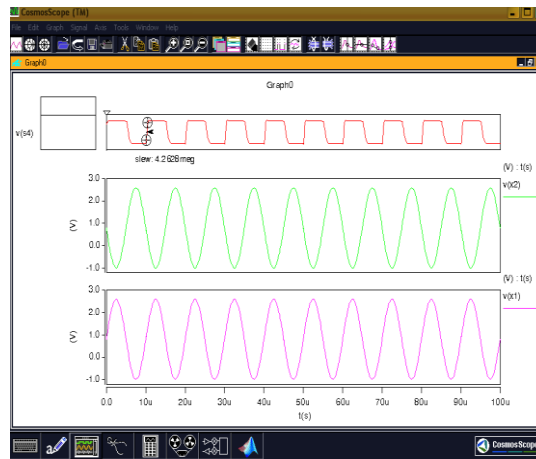 CosmosScope (TM)
File Edit Graph Signal Axis Tools Window Help
Graph0
Graph0
v(s4)
slew: 4.2628meg
(V) : t(s)
v(x2)
3.0
2.0
1.0
0.0
-1.0
(V)
(V) : t(s)
v(x1)
3.0
2.0
1.0
0.0
-1.0
(V)
0.0 10u 20u 30u 40u 50u 60u 70u 80u 90u 100u
t(s)
CosmosScope